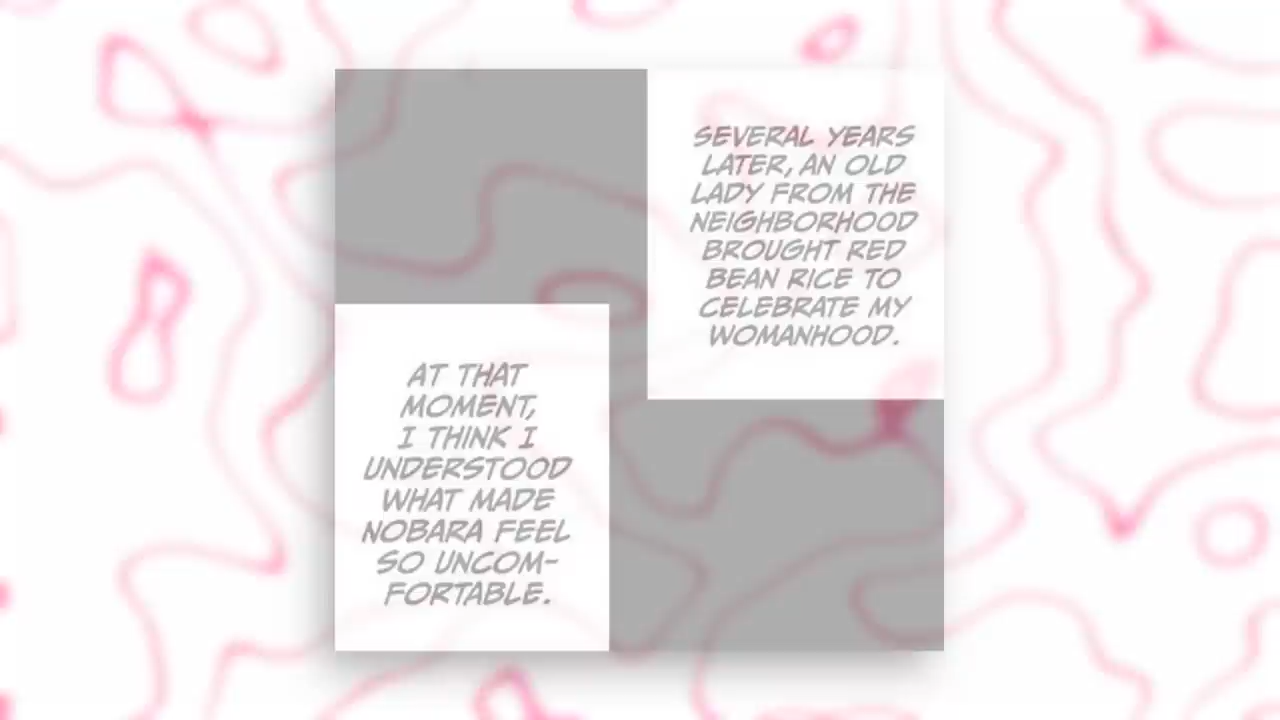 SEVERAL YEARS
LATER, AN OLD
LADY FROM THE
NEIGHBORHOOD
BROUGHT RED
BEAN RICE TO
CELEBRATE MY
WOMANHOOD.
AT THAT
MOMENT,
I THINK I
UNDERSTOOD
WHAT MADE
NOBARA FEEL
SO UNCOM-
FORTABLE.